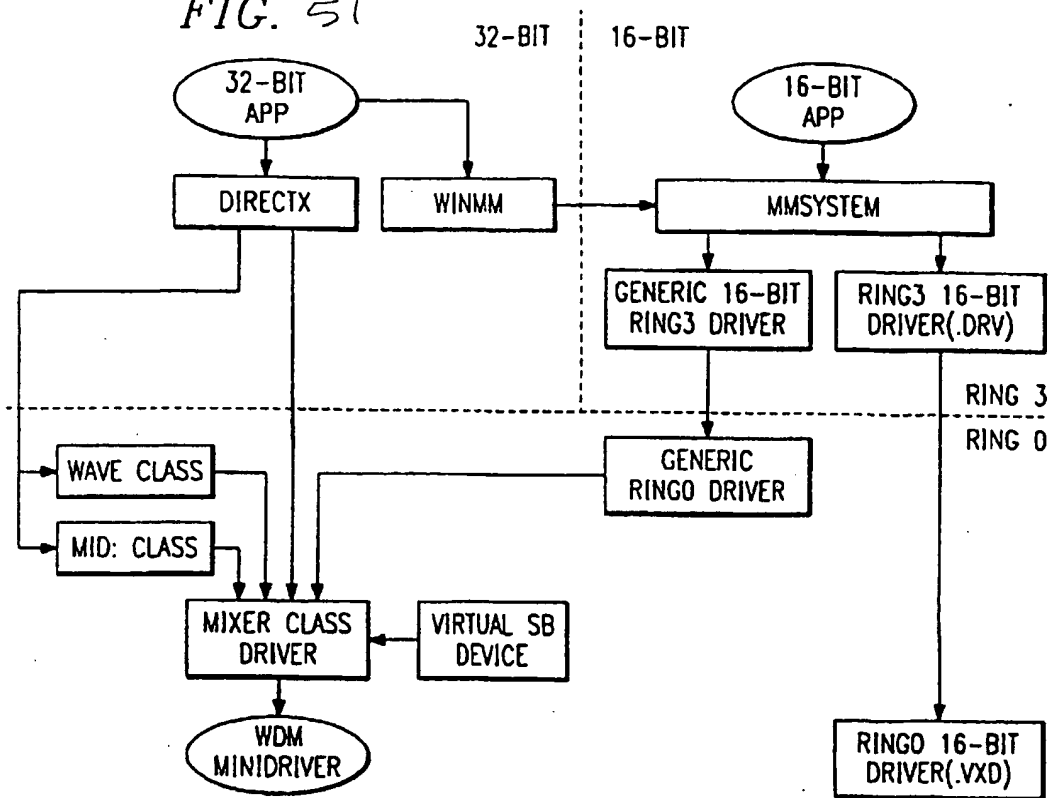 FIG. 51
32-BIT
16-BIT
32-BIT
APP
16-BIT
APP
DIRECTX
WINMM
MMSYSTEM
GENERIC 16-BIT
RING3 DRIVER
RING3 16-BIT
DRIVER(.DRV)
RING 3
RING 0
WAVE CLASS
GENERIC
RING0 DRIVER
MID: CLASS
MIXER CLASS
DRIVER
VIRTUAL SB
DEVICE
WDM
MINIDRIVER
RING0 16-BIT
DRIVER(.VXD)